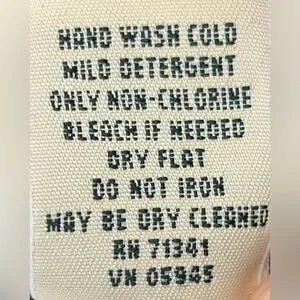 HAND WASH COLD
MILD DETERGENT
ONLY NON-CHLORINE
BLEACH IF NEEDED
DRY FLAT
DO NOT IRON
MAY BE DRY CLEANED
RN 71341
VN 05945